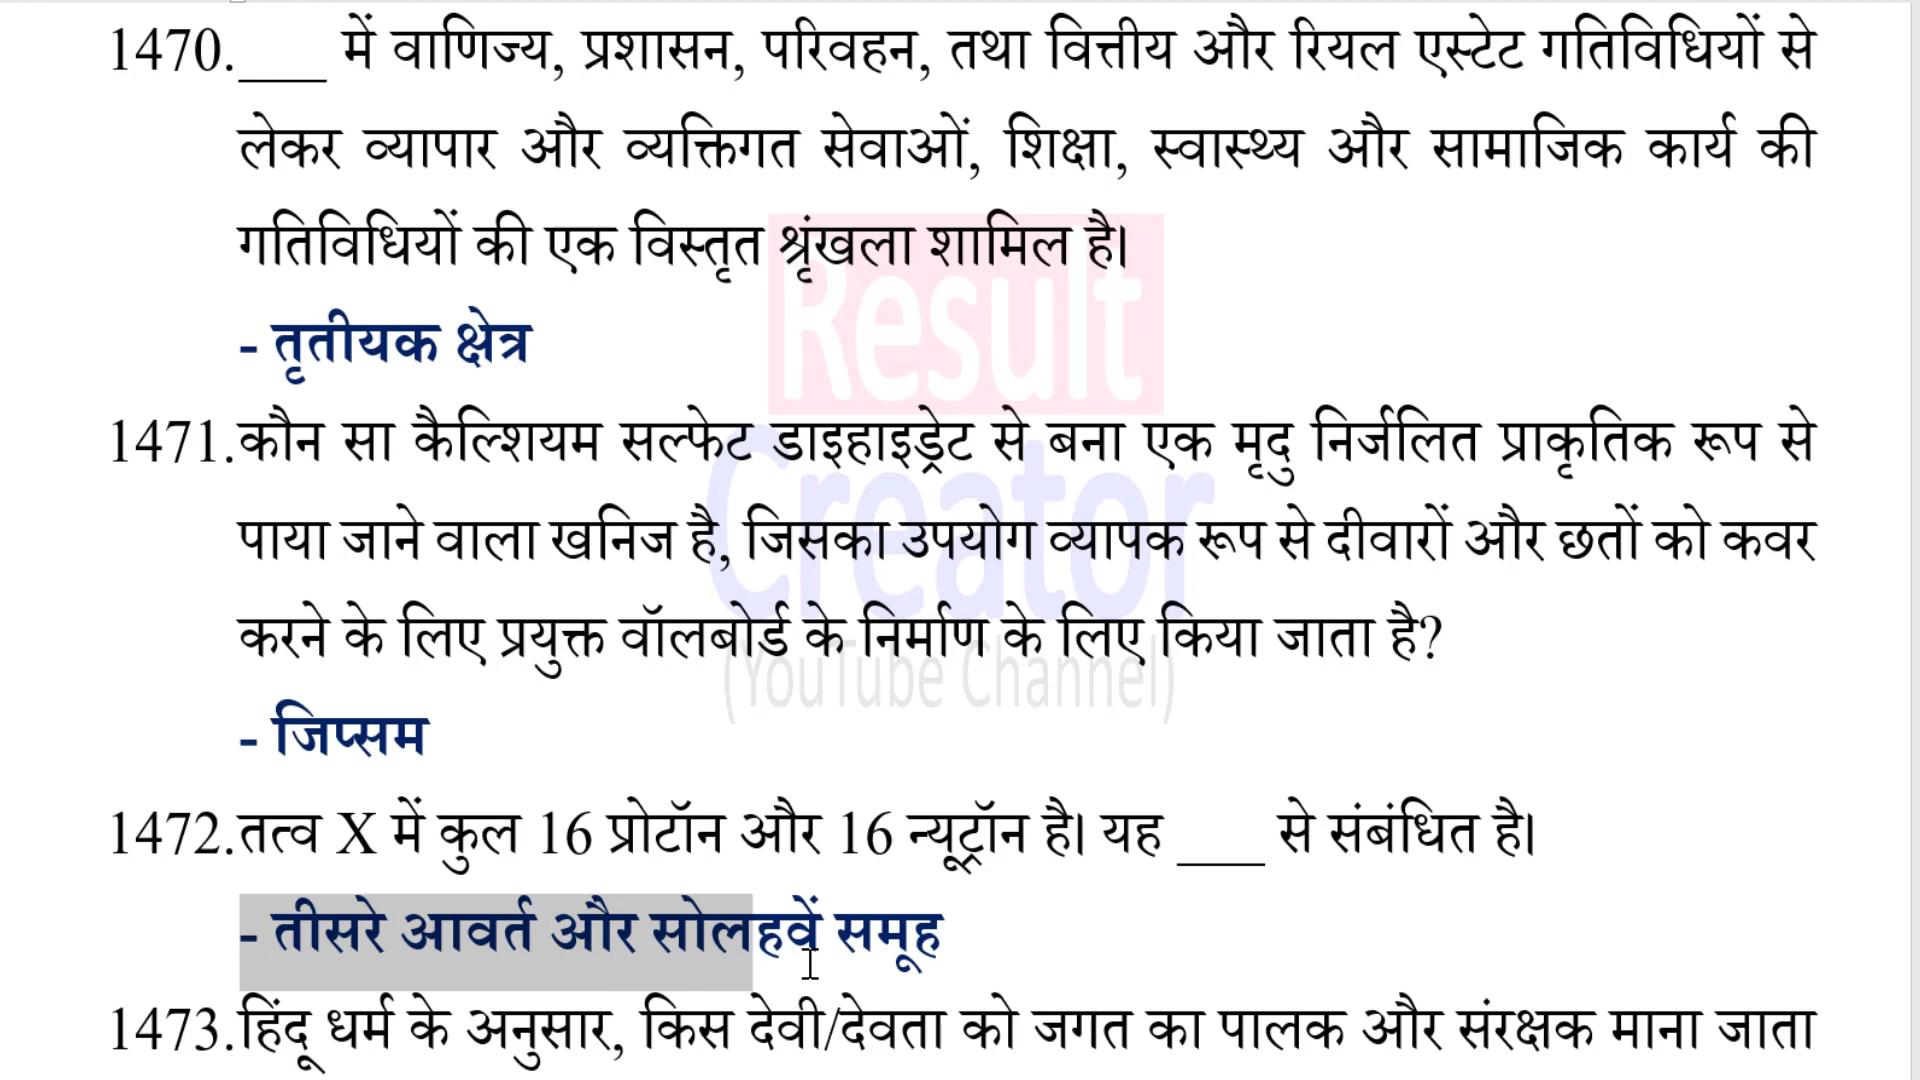 1470.___ में वाणिज्य, प्रशासन, परिवहन, तथा वित्तीय और रियल एस्टेट गतिविधियों से
लेकर व्यापार और व्यक्तिगत सेवाओं, शिक्षा, स्वास्थ्य और सामाजिक कार्य की
गतिविधियों की एक विस्तृत श्रृंखला शामिल है।
- तृतीयक क्षेत्र
1471.कौन सा कैल्शियम सल्फेट डाइहाइड्रेट से बना एक मृदु निर्जलित प्राकृतिक रूप से
पाया जाने वाला खनिज है, जिसका उपयोग व्यापक रूप से दीवारों और छतों को कवर
करने के लिए प्रयुक्त वॉलबोर्ड के निर्माण के लिए किया जाता है?
- जिप्सम
1472.तत्व X में कुल 16 प्रोटॉन और 16 न्यूट्रॉन है। यह ___ से संबंधित है।
- तीसरे आवर्त और सोलहवें समूह
1473.हिंदू धर्म के अनुसार, किस देवी/देवता को जगत का पालक और संरक्षक माना जाता
Result
Creator
(YouTube Channel)